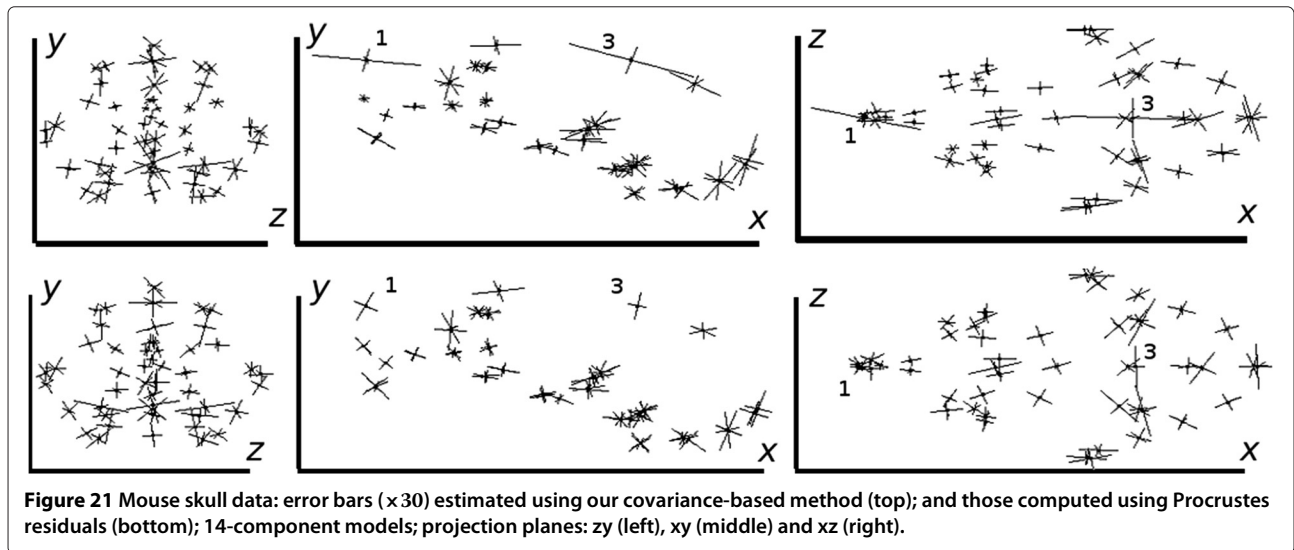 y
z
y
1
3
x
z
1
3
x
y
z
y
1
3
x
z
1
3
x
Figure 21 Mouse skull data: error bars (×30) estimated using our covariance-based method (top); and those computed using Procrustes
residuals (bottom); 14-component models; projection planes: zy (left), xy (middle) and xz (right).